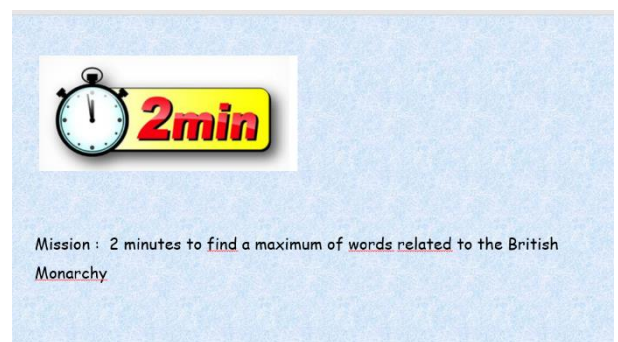 2min
Mission : 2 minutes to find a maximum of words related to the British
Monarchy